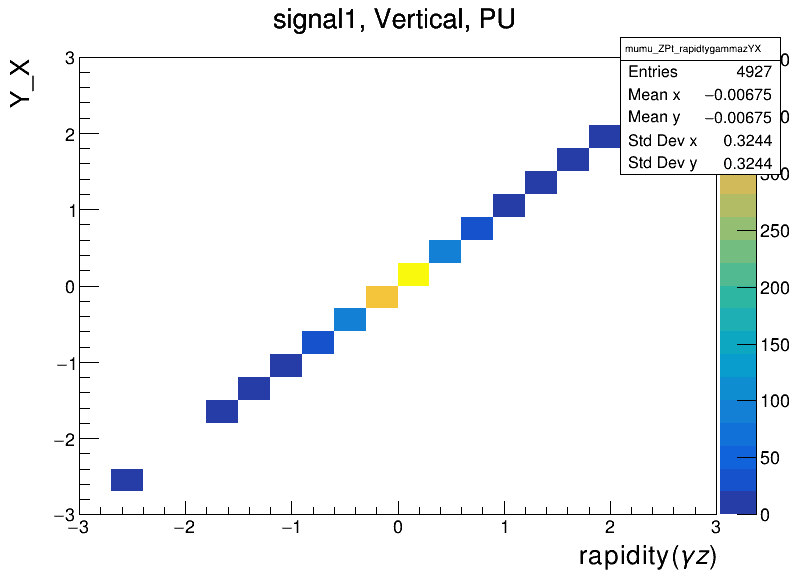 signal1, Vertical, PU
Y_X
mumu_ZPt_rapidtygammazYX
Entries 4927
Mean x −0.00675
Mean y −0.00675
Std Dev x 0.3244
Std Dev y 0.3244
3
2
1
0
−1
−2
−3
−3 −2 −1 0 1 2 3
rapidity(γz)
0
0
300
250
200
150
100
50
0